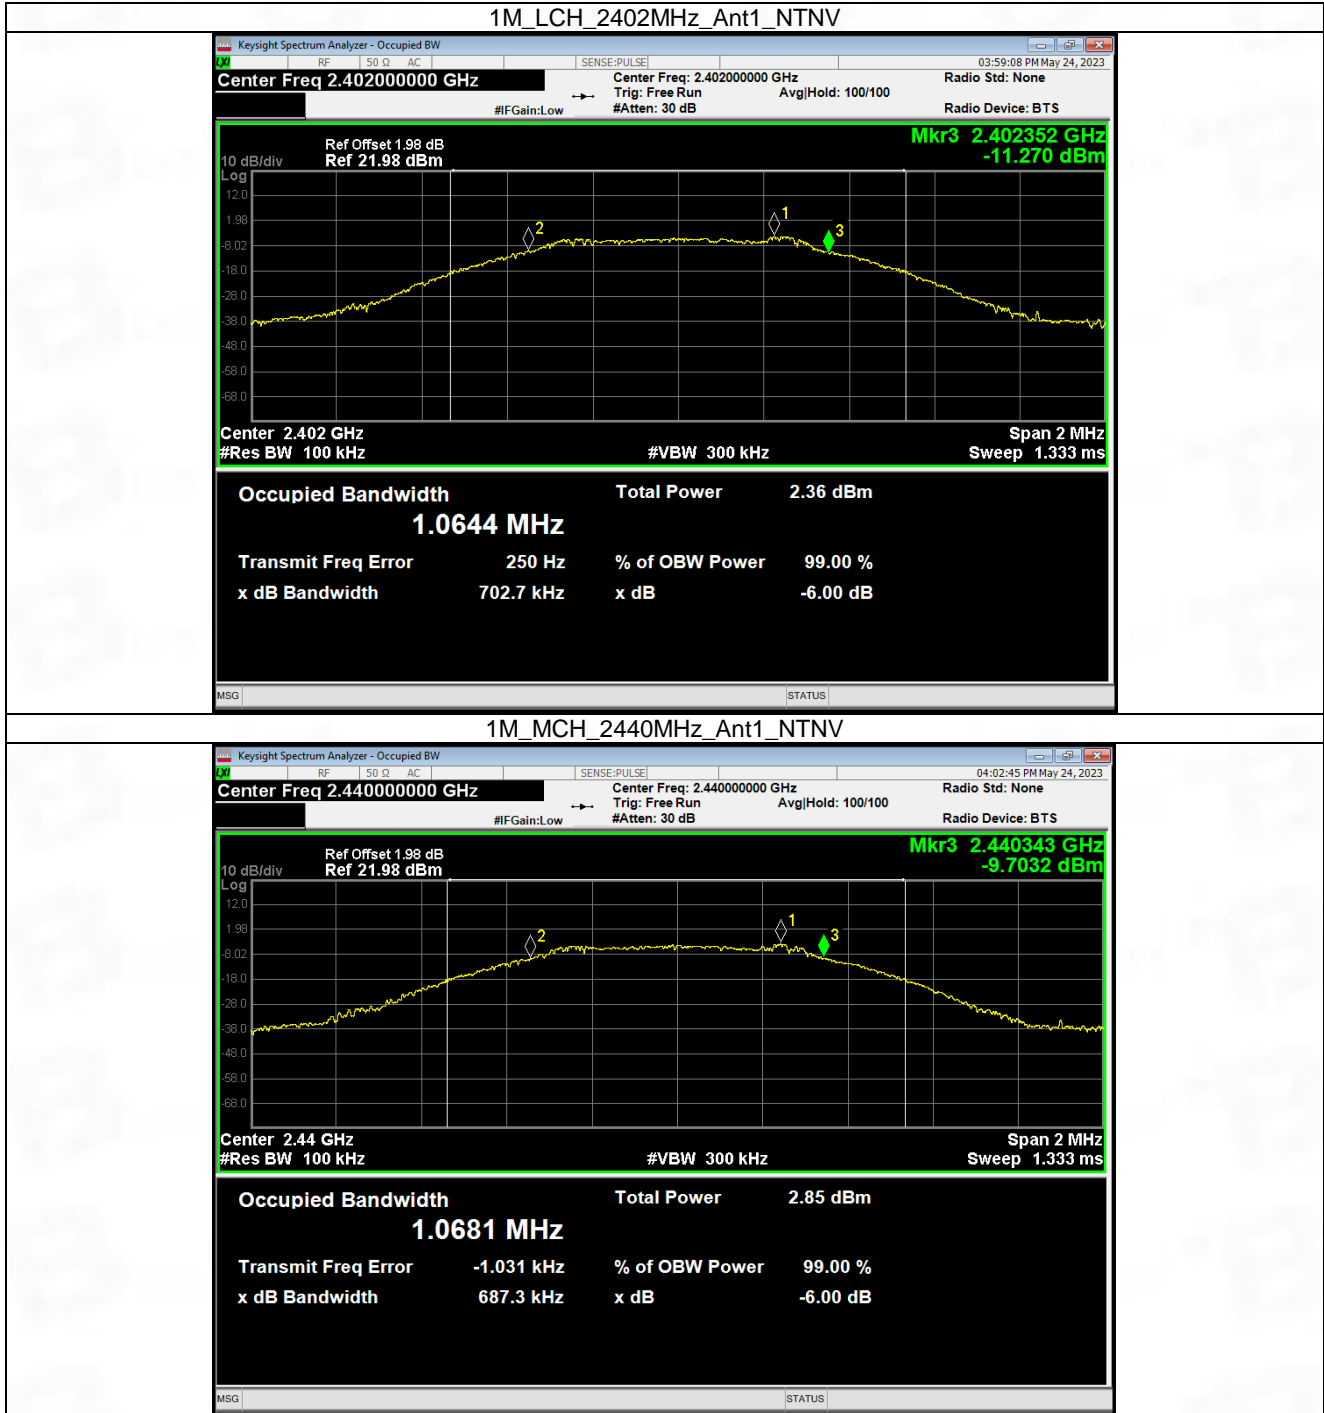 1M_LCH_2402MHz_Ant1_NTNV
Keysight Spectrum Analyzer - Occupied BW
LXI RF 50 Ω AC SENSE:PULSE 03:59:08 PM May 24, 2023
Center Freq 2.402000000 GHz Center Freq: 2.402000000 GHz Radio Std: None
Trig: Free Run Avg|Hold: 100/100
#IFGain:Low #Atten: 30 dB Radio Device: BTS
Mkr3 2.402352 GHz
-11.270 dBm
Ref Offset 1.98 dB
10 dB/div Ref 21.98 dBm
Log
12.0
1.98
-8.02
-18.0
-28.0
-38.0
-48.0
-58.0
-68.0
1
2
3
Center 2.402 GHz Span 2 MHz
#Res BW 100 kHz #VBW 300 kHz Sweep 1.333 ms
Occupied Bandwidth Total Power 2.36 dBm
1.0644 MHz
Transmit Freq Error 250 Hz % of OBW Power 99.00 %
x dB Bandwidth 702.7 kHz x dB -6.00 dB
MSG STATUS
1M_MCH_2440MHz_Ant1_NTNV
Keysight Spectrum Analyzer - Occupied BW
LXI RF 50 Ω AC SENSE:PULSE 04:02:45 PM May 24, 2023
Center Freq 2.440000000 GHz Center Freq: 2.440000000 GHz Radio Std: None
Trig: Free Run Avg|Hold: 100/100
#IFGain:Low #Atten: 30 dB Radio Device: BTS
Mkr3 2.440343 GHz
-9.7032 dBm
Ref Offset 1.98 dB
10 dB/div Ref 21.98 dBm
Log
12.0
1.98
-8.02
-18.0
-28.0
-38.0
-48.0
-58.0
-68.0
1
2
3
Center 2.44 GHz Span 2 MHz
#Res BW 100 kHz #VBW 300 kHz Sweep 1.333 ms
Occupied Bandwidth Total Power 2.85 dBm
1.0681 MHz
Transmit Freq Error -1.031 kHz % of OBW Power 99.00 %
x dB Bandwidth 687.3 kHz x dB -6.00 dB
MSG STATUS